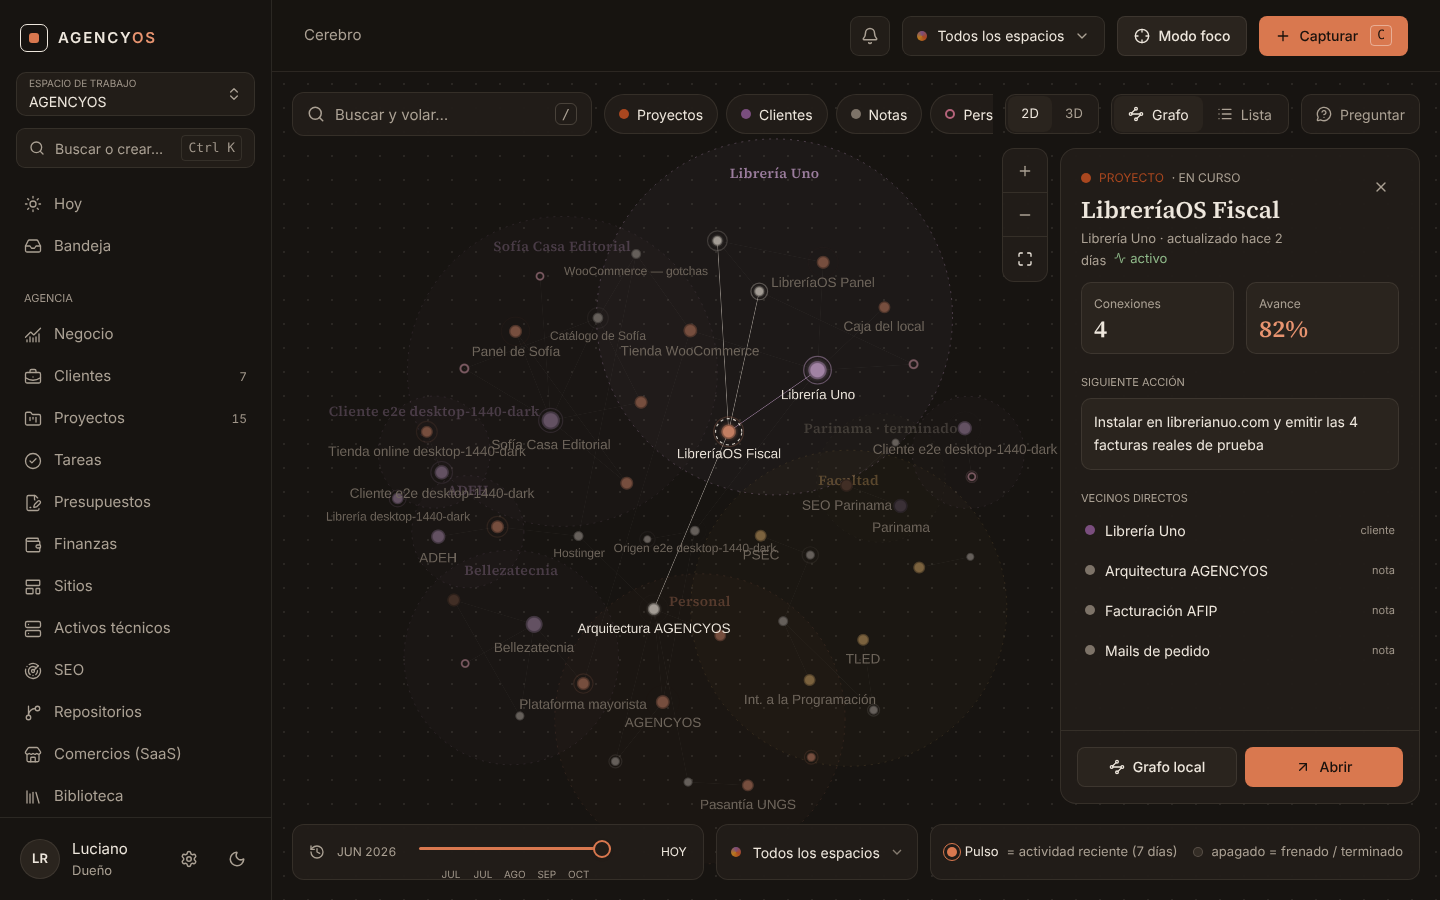 AGENCYOS
ESPACIO DE TRABAJO
AGENCYOS
Buscar o crear... Ctrl K
Hoy
Bandeja
AGENCIA
Negocio
Clientes 7
Proyectos 15
Tareas
Presupuestos
Finanzas
Sitios
Activos técnicos
SEO
Repositorios
Comercios (SaaS)
Biblioteca
LR
Luciano
Dueño
Cerebro
Todos los espacios
Modo foco
Capturar C
Buscar y volar... /
Proyectos
Clientes
Notas
Pers
2D 3D
Grafo
Lista
Preguntar
Librería Uno
Sofía Casa Editorial
WooCommerce — gotchas
LibreríaOS Panel
Caja del local
Catálogo de Sofía
Panel de Sofía
Tienda WooCommerce
Librería Uno
Cliente e2e desktop-1440-dark
Parinama · terminado
Sofía Casa Editorial
Tienda online desktop-1440-dark
LibreríaOS Fiscal
Cliente e2e desktop-1440-dark
Facultad
ADEH
Cliente e2e desktop-1440-dark
SEO Parinama
Librería desktop-1440-dark
Parinama
Hostinger
Origen e2e desktop-1440-dark
PSEC
ADEH
Bellezatecnia
Personal
Arquitectura AGENCYOS
Bellezatecnia
TLED
Int. a la Programación
Plataforma mayorista
AGENCYOS
Pasantía UNGS
PROYECTO · EN CURSO
LibreríaOS Fiscal
Librería Uno · actualizado hace 2
días activo
Conexiones
4
Avance
82%
SIGUIENTE ACCIÓN
Instalar en librerianuo.com y emitir las 4
facturas reales de prueba
VECINOS DIRECTOS
Librería Uno cliente
Arquitectura AGENCYOS nota
Facturación AFIP nota
Mails de pedido nota
Grafo local
Abrir
JUN 2026
HOY
JUL JUL AGO SEP OCT
Todos los espacios
Pulso = actividad reciente (7 días)
apagado = frenado / terminado